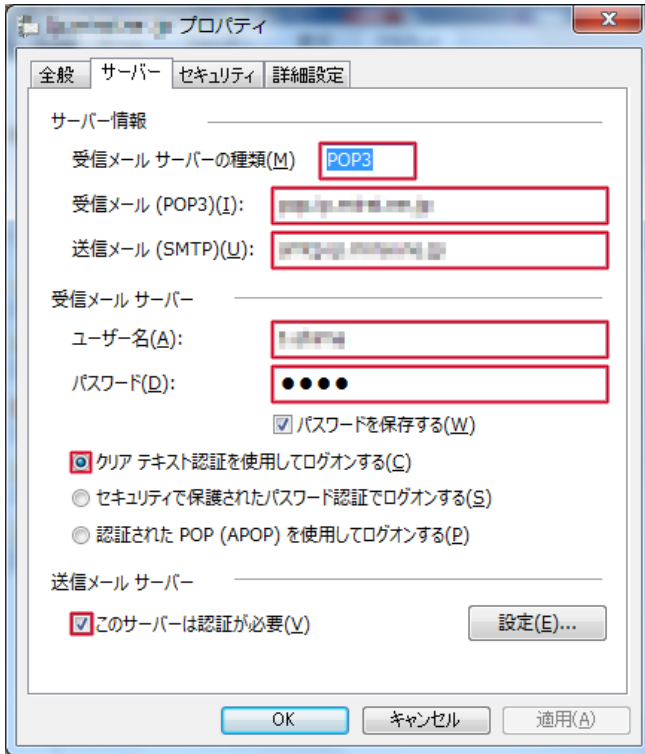 プロパティ
全般 サーバー セキュリティ 詳細設定
サーバー情報
受信メール サーバーの種類(M) POP3
受信メール (POP3)(I):
送信メール (SMTP)(U):
受信メール サーバー
ユーザー名(A):
パスワード(D): ●●●●
パスワードを保存する(W)
クリア テキスト認証を使用してログオンする(C)
セキュリティで保護されたパスワード認証でログオンする(S)
認証された POP (APOP) を使用してログオンする(P)
送信メール サーバー
このサーバーは認証が必要(V) 設定(E)...
OK キャンセル 適用(A)